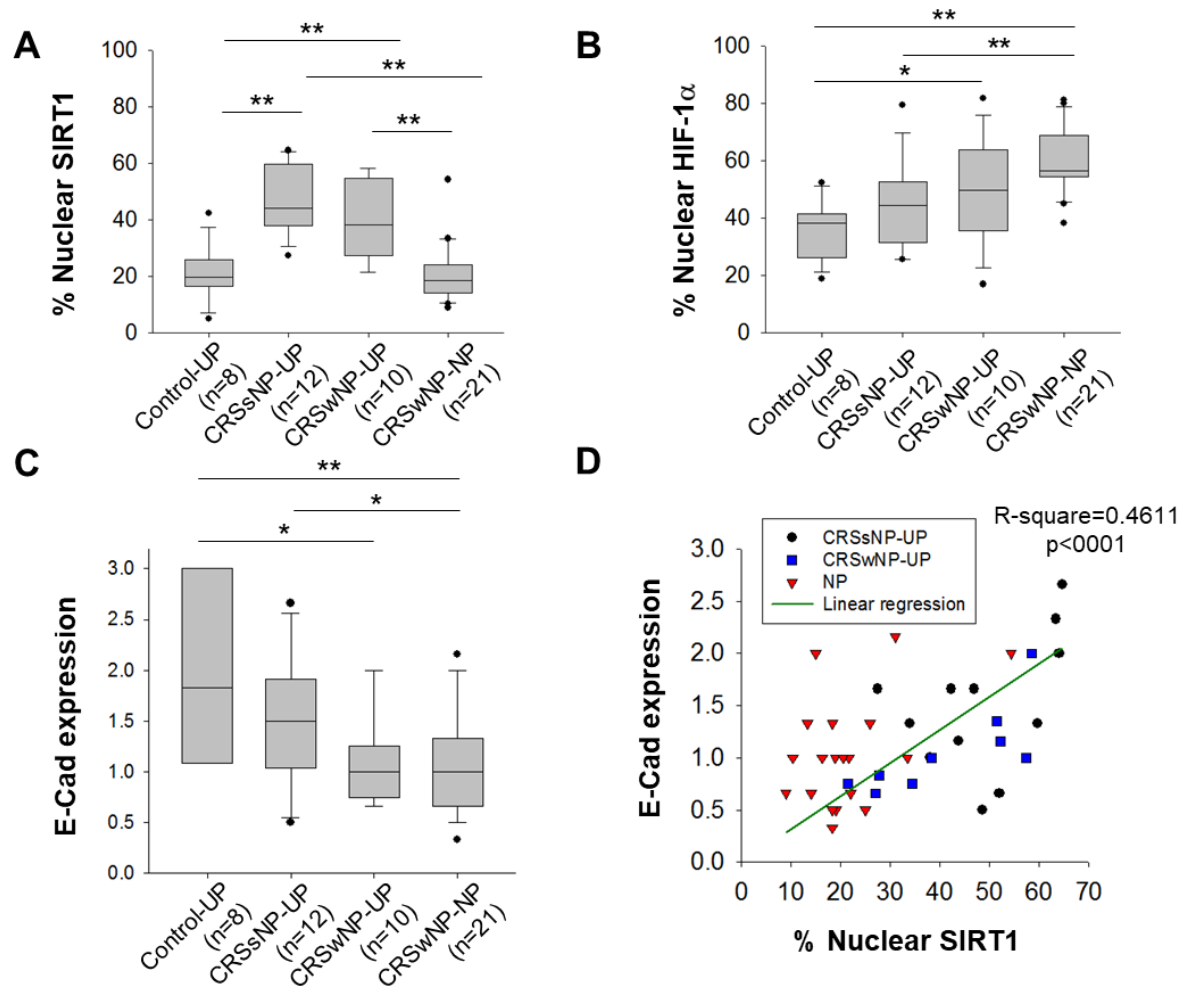 A
**
**
**
**
% Nuclear SIRT1
100
80
60
40
20
0
Control-UP
(n=8)
CRSsNP-UP
(n=12)
CRSwNP-UP
(n=10)
CRSwNP-NP
(n=21)
B
**
**
*
% Nuclear HIF-1α
100
80
60
40
20
0
Control-UP
(n=8)
CRSsNP-UP
(n=12)
CRSwNP-UP
(n=10)
CRSwNP-NP
(n=21)
C
**
*
*
E-Cad expression
3.0
2.5
2.0
1.5
1.0
0.5
0.0
Control-UP
(n=8)
CRSsNP-UP
(n=12)
CRSwNP-UP
(n=10)
CRSwNP-NP
(n=21)
D
R-square=0.4611
p<0001
CRSsNP-UP
CRSwNP-UP
NP
Linear regression
E-Cad expression
3.0
2.5
2.0
1.5
1.0
0.5
0.0
0 10 20 30 40 50 60 70
% Nuclear SIRT1